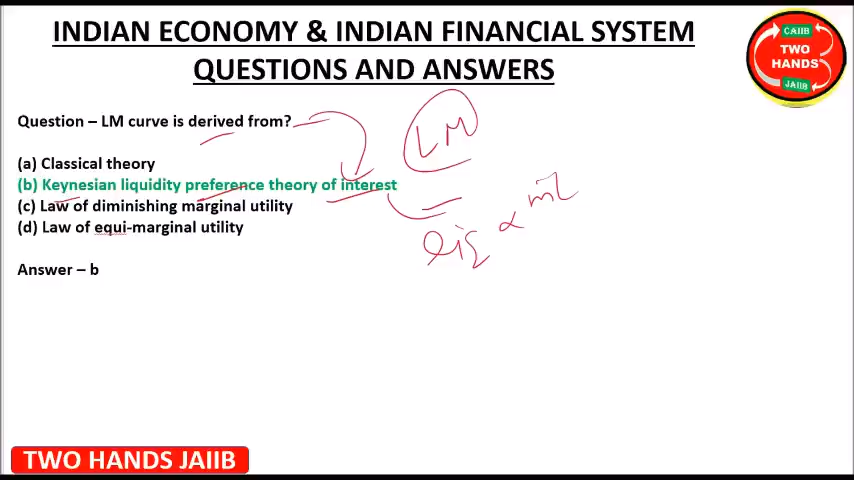 INDIAN ECONOMY & INDIAN FINANCIAL SYSTEM
QUESTIONS AND ANSWERS
CAIIB
TWO
HANDS
JAIIB
Question – LM curve is derived from?
LM
(a) Classical theory
(b) Keynesian liquidity preference theory of interest
(c) Law of diminishing marginal utility
(d) Law of equi-marginal utility
Answer – b
TWO HANDS JAIIB